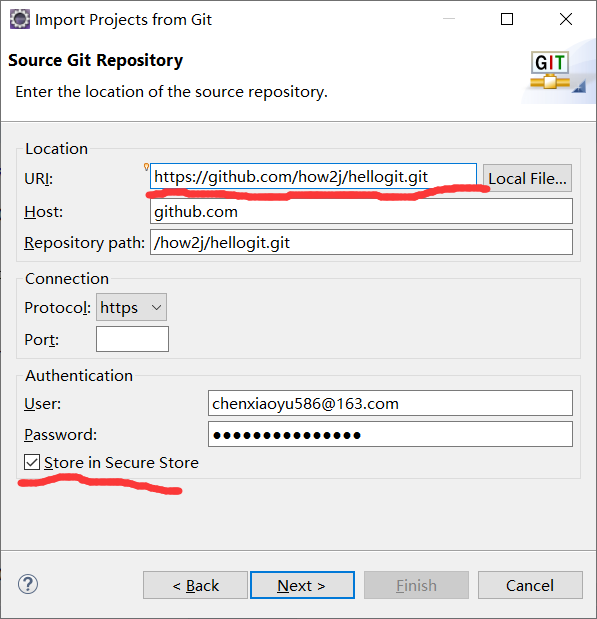 Import Projects from Git
Source Git Repository
Enter the location of the source repository.
GIT
Location
URI: https://github.com/how2j/hellogit.git Local File...
Host: github.com
Repository path: /how2j/hellogit.git
Connection
Protocol: https
Port:
Authentication
User: chenxiaoyu586@163.com
Password: ●●●●●●●●●●●●●●●
Store in Secure Store
? < Back Next > Finish Cancel